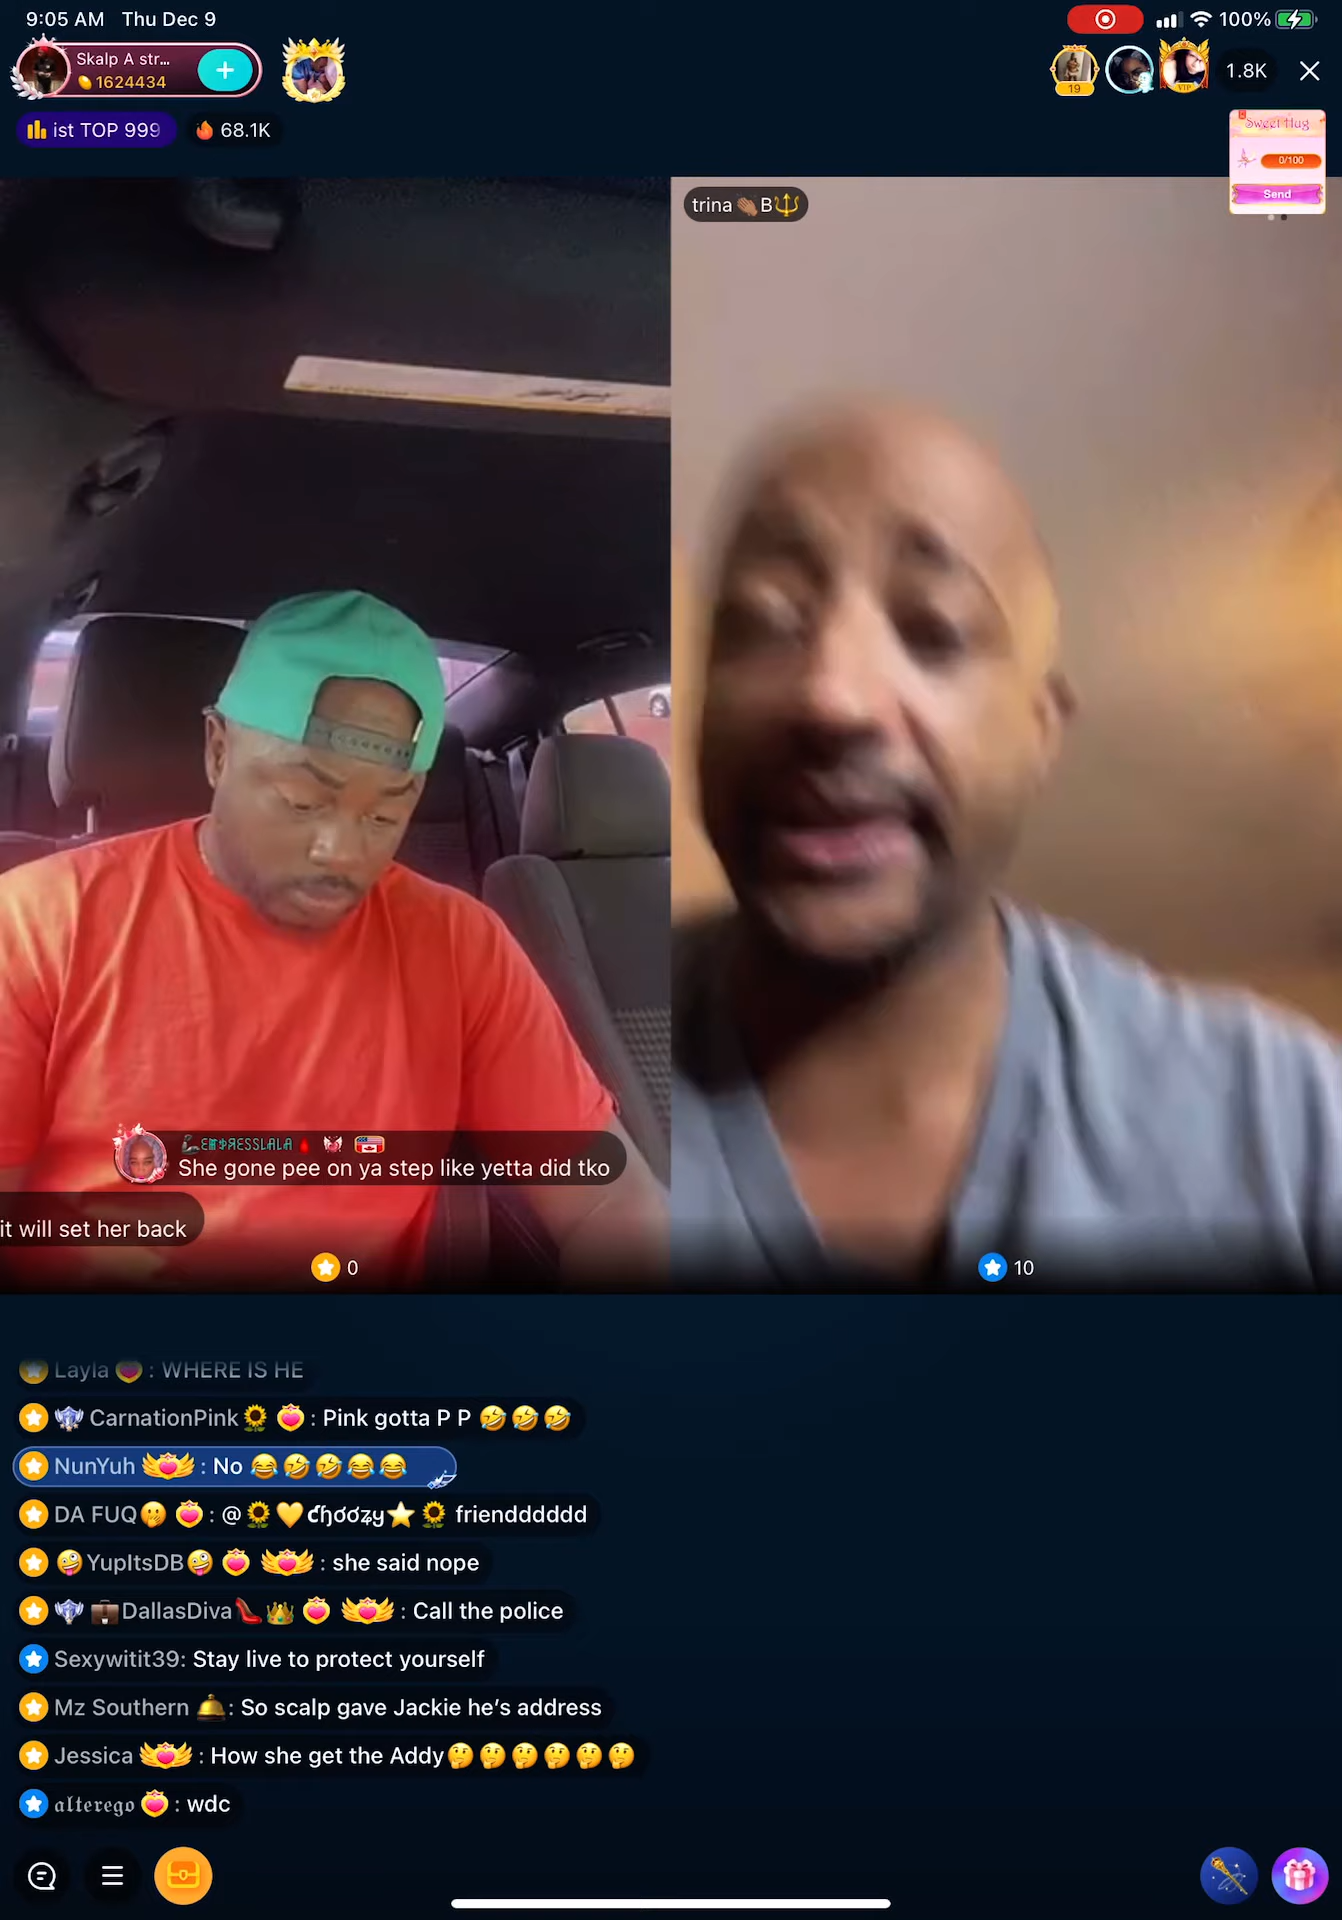 9:05 AM Thu Dec 9
100%
Skalp A str...
1624434
19
VIP
1.8K
ist TOP 999
68.1K
Sweet Hug
0/100
Send
trina👏🏾B🔱
EMPRESSLALA🩸
She gone pee on ya step like yetta did tko
it will set her back
0
10
Layla : WHERE IS HE
CarnationPink🌻 : Pink gotta P P 🤣🤣🤣
NunYuh : No 😂🤣🤣😂😂
DA FUQ🤫 : @🌻💛ƈɧơơʑყ⭐🌻 friendddddd
🤪YupItsDB🤪 : she said nope
💼DallasDiva👠👑 : Call the police
Sexywitit39: Stay live to protect yourself
Mz Southern 🛎️: So scalp gave Jackie he’s address
Jessica : How she get the Addy🤔🤔🤔🤔🤔🤔
𝔞𝔩𝔱𝔢𝔯𝔢𝔤𝔬 : wdc